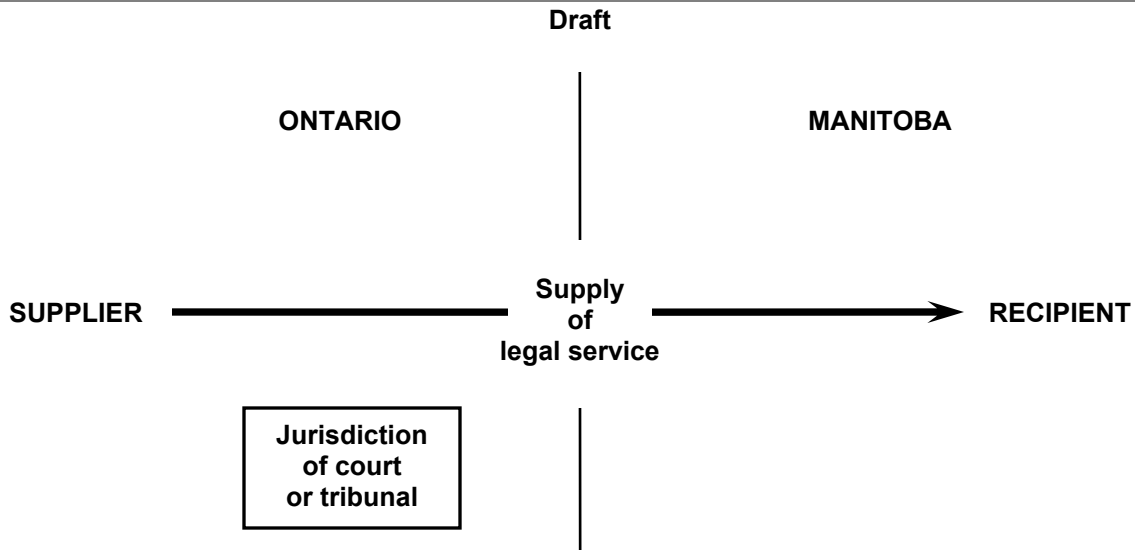 Draft
ONTARIO
MANITOBA
SUPPLIER
Supply
of
legal service
RECIPIENT
Jurisdiction
of court
or tribunal